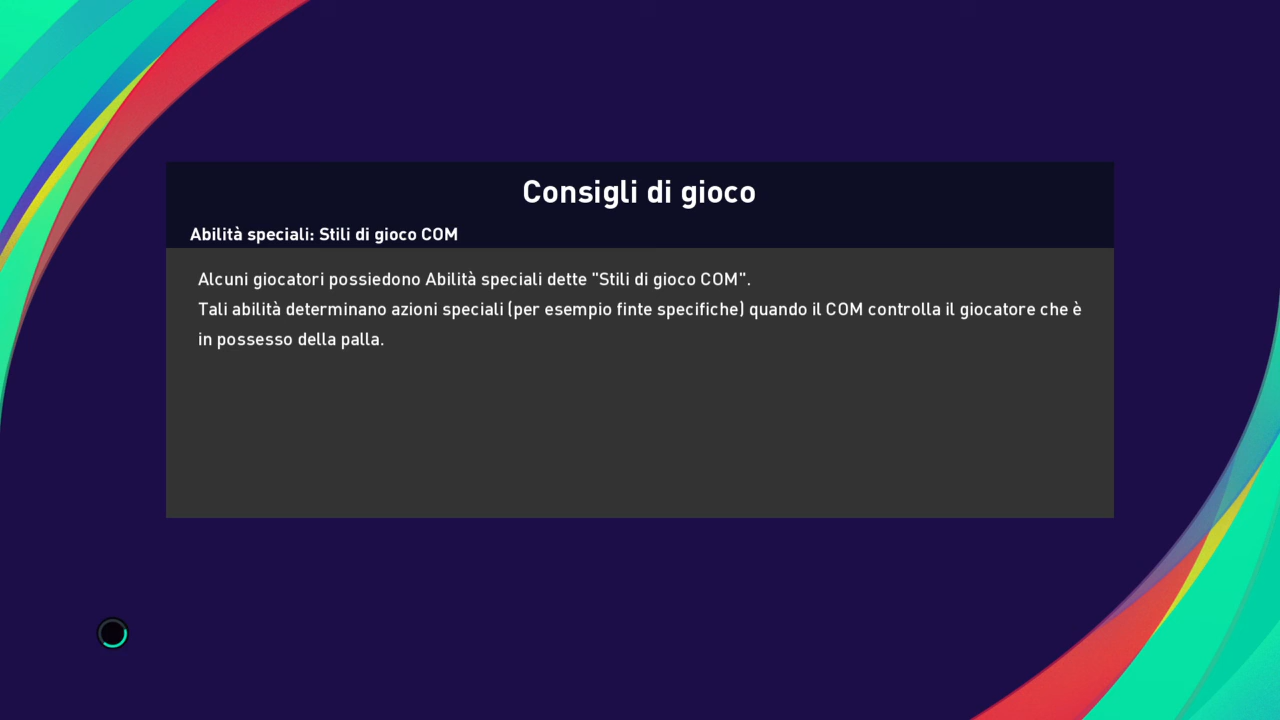 Consigli di gioco
Abilità speciali: Stili di gioco COM
Alcuni giocatori possiedono Abilità speciali dette "Stili di gioco COM".
Tali abilità determinano azioni speciali (per esempio finte specifiche) quando il COM controlla il giocatore che è
in possesso della palla.